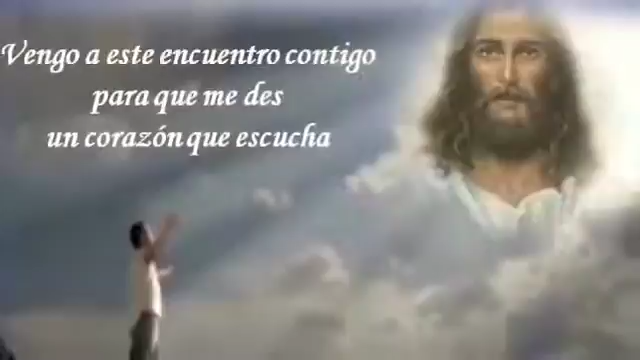 Vengo a este encuentro contigo
para que me des
un corazón que escucha